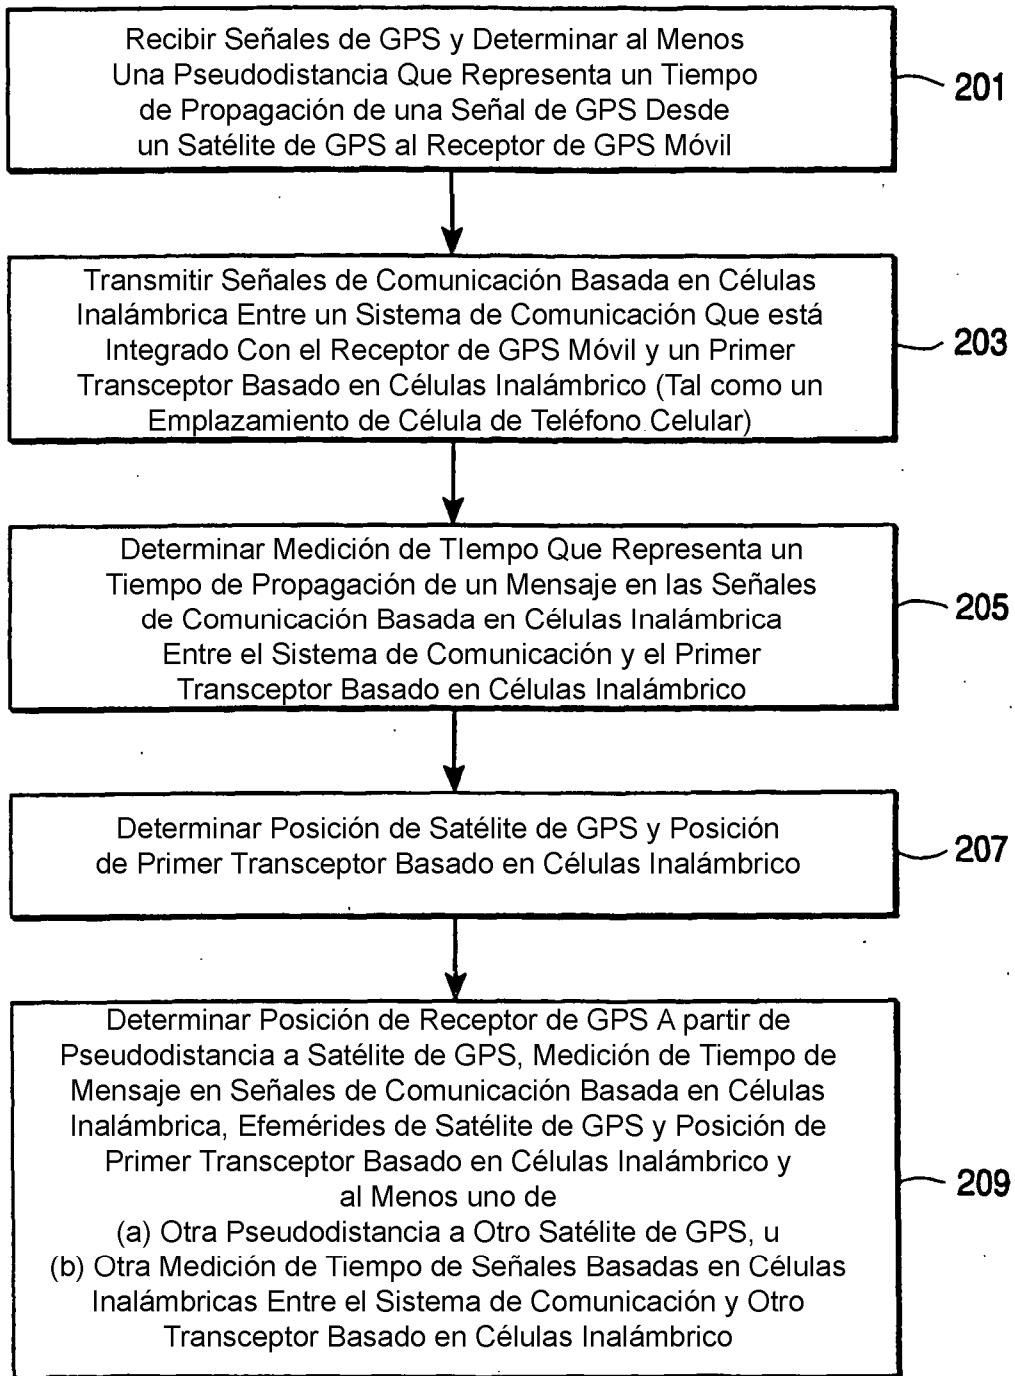 Recibir Señales de GPS y Determinar al Menos
Una Pseudodistancia Que Representa un Tiempo
de Propagación de una Señal de GPS Desde
un Satélite de GPS al Receptor de GPS Móvil
201
Transmitir Señales de Comunicación Basada en Células
Inalámbrica Entre un Sistema de Comunicación Que está
Integrado Con el Receptor de GPS Móvil y un Primer
Transceptor Basado en Células Inalámbrico (Tal como un
Emplazamiento de Célula de Teléfono Celular)
203
Determinar Medición de TIempo Que Representa un
Tiempo de Propagación de un Mensaje en las Señales
de Comunicación Basada en Células Inalámbrica
Entre el Sistema de Comunicación y el Primer
Transceptor Basado en Células Inalámbrico
205
Determinar Posición de Satélite de GPS y Posición
de Primer Transceptor Basado en Células Inalámbrico
207
Determinar Posición de Receptor de GPS A partir de
Pseudodistancia a Satélite de GPS, Medición de Tiempo de
Mensaje en Señales de Comunicación Basada en Células
Inalámbrica, Efemérides de Satélite de GPS y Posición de
Primer Transceptor Basado en Células Inalámbrico y
al Menos uno de
(a) Otra Pseudodistancia a Otro Satélite de GPS, u
(b) Otra Medición de Tiempo de Señales Basadas en Células
Inalámbricas Entre el Sistema de Comunicación y Otro
Transceptor Basado en Células Inalámbrico
209